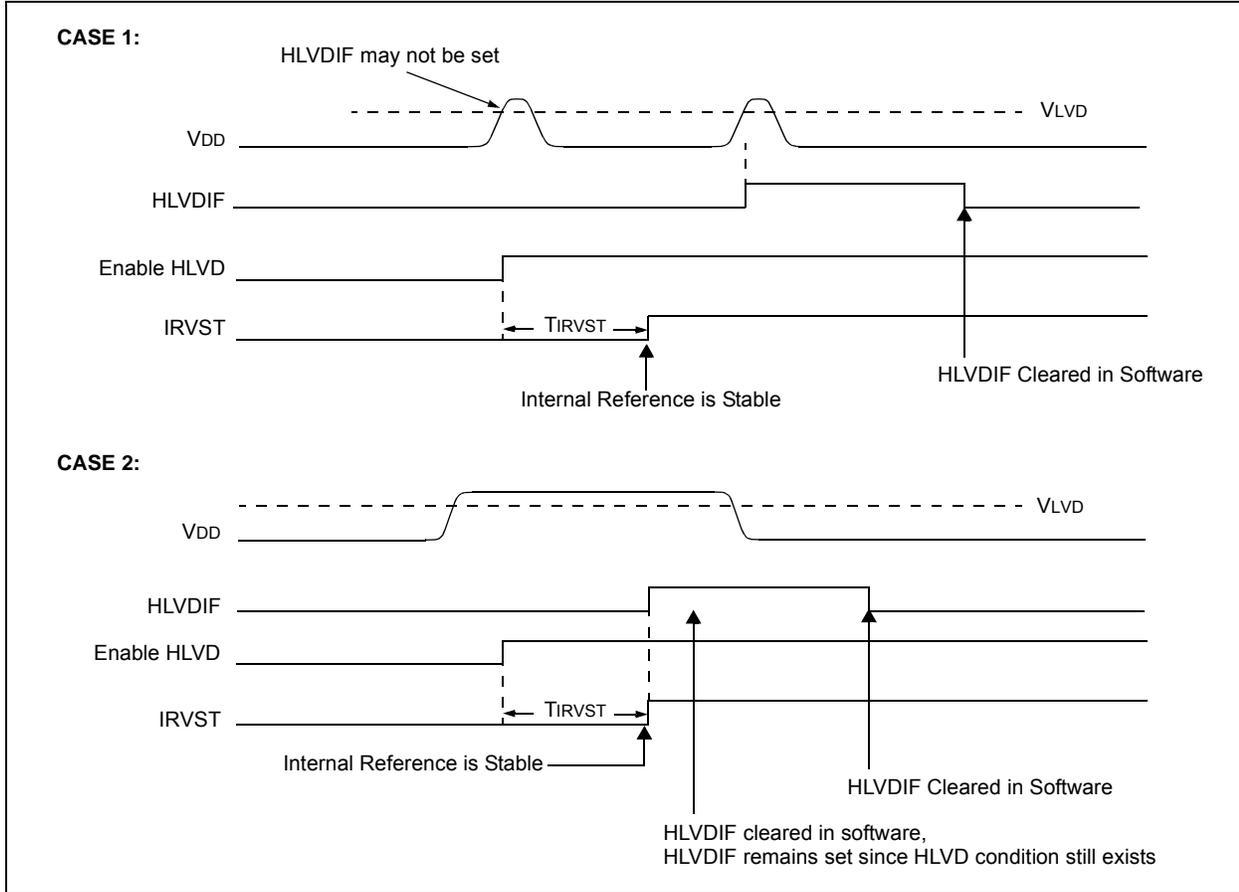 CASE 1:
HLVDIF may not be set
VLVD
VDD
HLVDIF
Enable HLVD
TIRVST
IRVST
HLVDIF Cleared in Software
Internal Reference is Stable
CASE 2:
VLVD
VDD
HLVDIF
Enable HLVD
TIRVST
IRVST
Internal Reference is Stable
HLVDIF Cleared in Software
HLVDIF cleared in software,
HLVDIF remains set since HLVD condition still exists